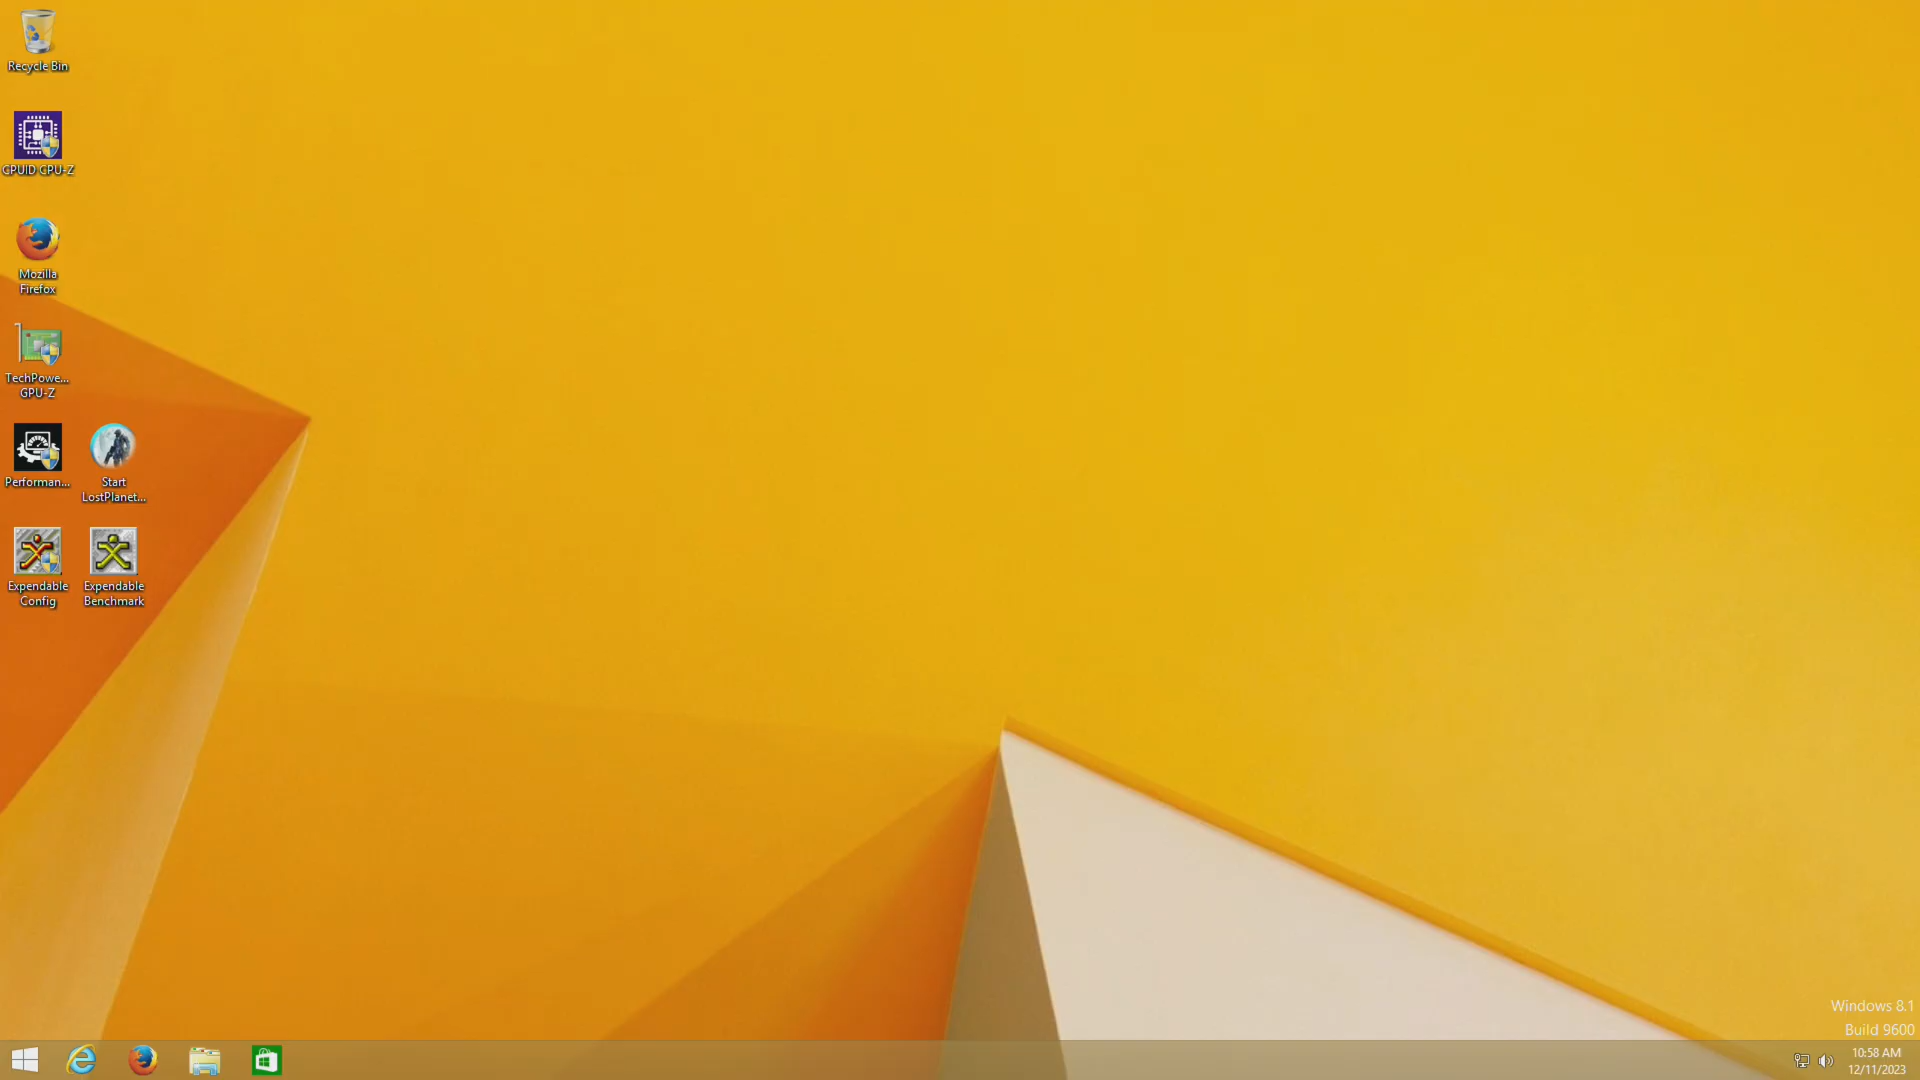 Recycle Bin
CPUID CPU-Z
Mozilla
Firefox
TechPowe...
GPU-Z
Performan...
Start
LostPlanet...
Expendable
Config
Expendable
Benchmark
Windows 8.1
Build 9600
10:58 AM
12/11/2023